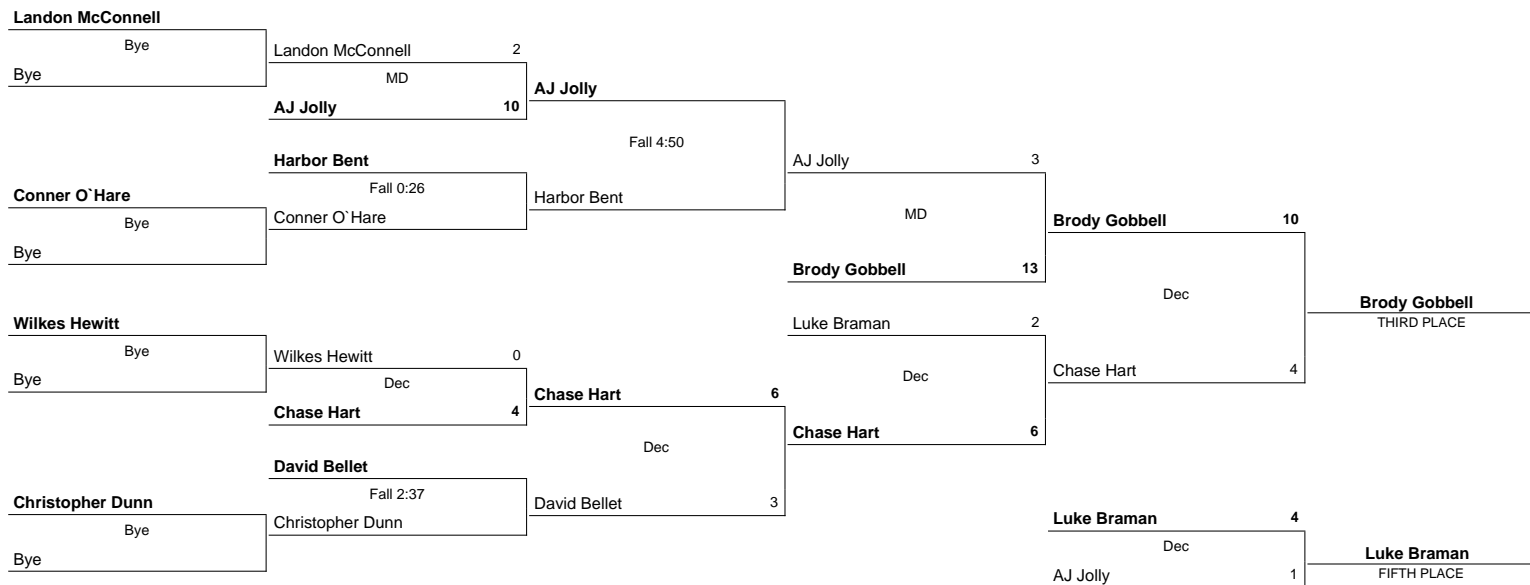 Landon McConnell
Bye
Bye
Landon McConnell 2
MD
AJ Jolly 10
AJ Jolly
Fall 4:50
Harbor Bent
Harbor Bent
Fall 0:26
Conner O`Hare
Conner O`Hare
Bye
Bye
AJ Jolly 3
MD
Brody Gobbell 13
Brody Gobbell 10
Dec
Chase Hart 4
Brody Gobbell
THIRD PLACE
Wilkes Hewitt
Bye
Bye
Wilkes Hewitt 0
Dec
Chase Hart 4
Chase Hart 6
Dec
David Bellet 3
Luke Braman 2
Dec
Chase Hart 6
David Bellet
Fall 2:37
Christopher Dunn
Christopher Dunn
Bye
Bye
Luke Braman 4
Dec
AJ Jolly 1
Luke Braman
FIFTH PLACE